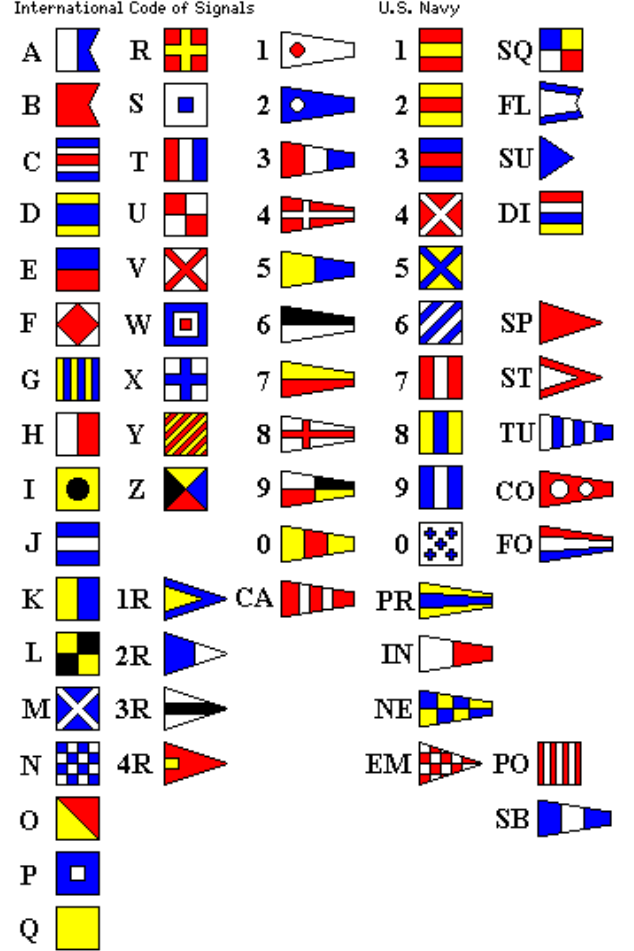 International Code of Signals U.S. Navy
A R 1 1 SQ
B S 2 2 FL
C T 3 3 SU
D U 4 4 DI
E V 5 5
F W 6 6 SP
G X 7 7 ST
H Y 8 8 TU
I Z 9 9 CO
J 0 0 FO
K 1R CA PR
L 2R IN
M 3R NE
N 4R EM PO
O SB
P
Q